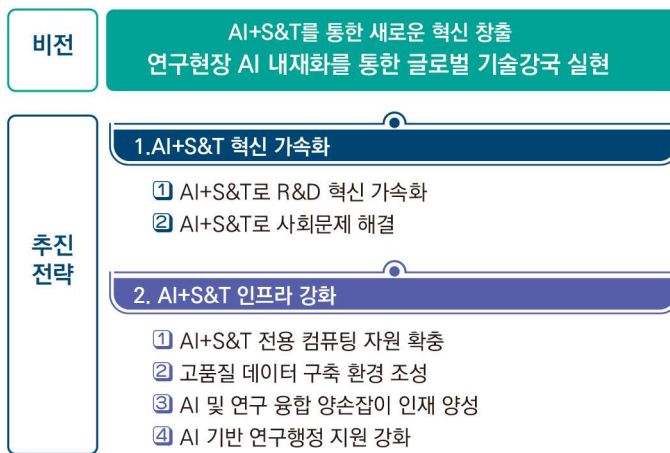 비전
AI+S&T를 통한 새로운 혁신 창출
연구현장 AI 내재화를 통한 글로벌 기술강국 실현
추진
전략
1.AI+S&T 혁신 가속화
1 AI+S&T로 R&D 혁신 가속화
2 AI+S&T로 사회문제 해결
2. AI+S&T 인프라 강화
1 AI+S&T 전용 컴퓨팅 자원 확충
2 고품질 데이터 구축 환경 조성
3 AI 및 연구 융합 양손잡이 인재 양성
4 AI 기반 연구행정 지원 강화